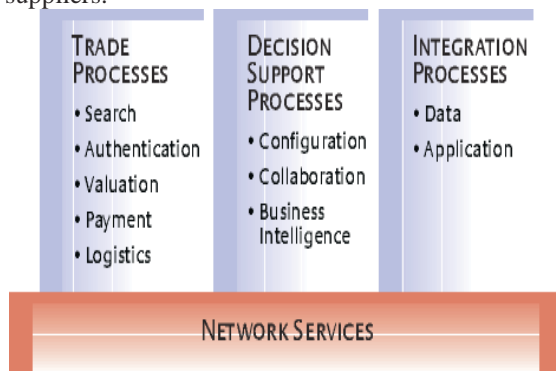 suppliers.
TRADE
PROCESSES
• Search
• Authentication
• Valuation
• Payment
• Logistics
DECISION
SUPPORT
PROCESSES
• Configuration
• Collaboration
• Business
Intelligence
INTEGRATION
PROCESSES
• Data
• Application
NETWORK SERVICES